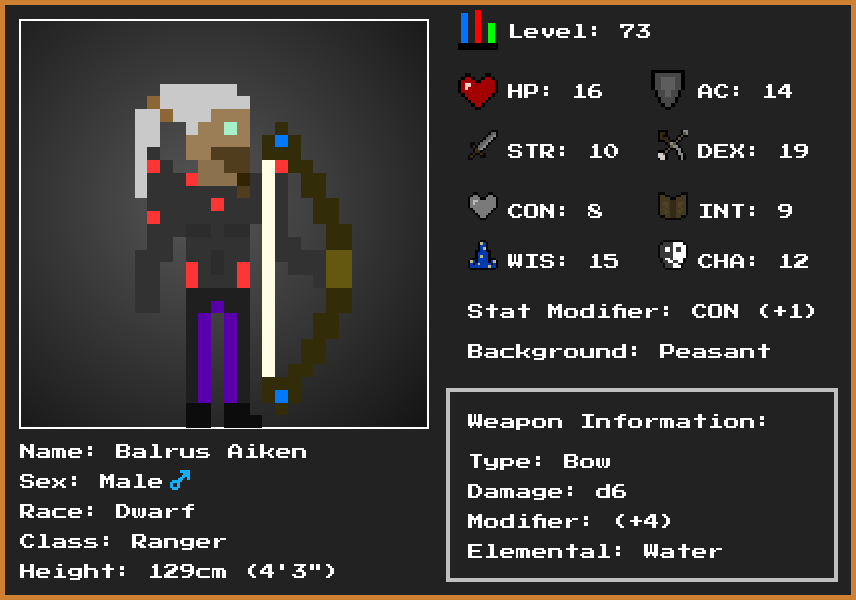 Level: 73
HP: 16
AC: 14
STR: 10
DEX: 19
CON: 8
INT: 9
WIS: 15
CHA: 12
Stat Modifier: CON (+1)
Background: Peasant
Weapon Information:
Type: Bow
Damage: d6
Modifier: (+4)
Elemental: Water
Name: Balrus Aiken
Sex: Male♂
Race: Dwarf
Class: Ranger
Height: 129cm (4'3")